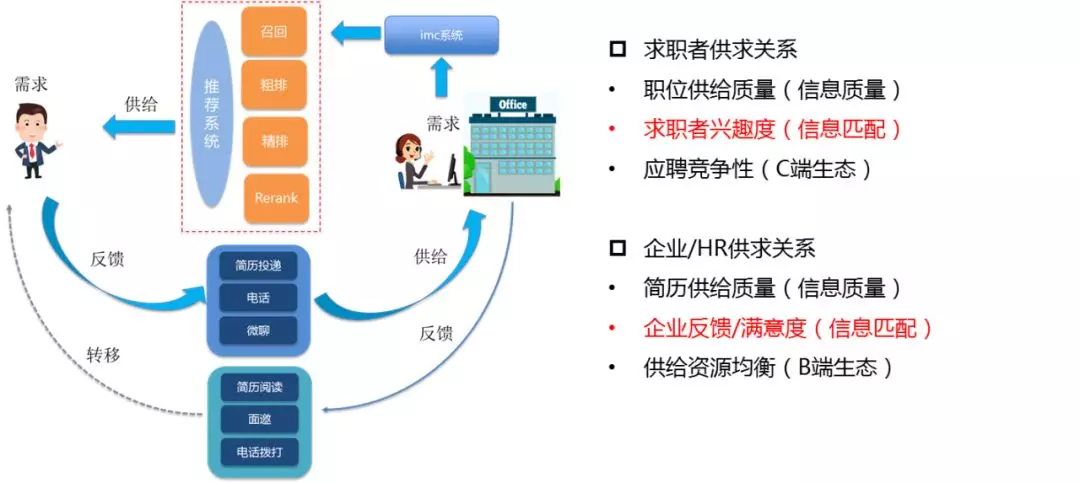 需求
供给
推荐系统
召回
粗排
精排
Rerank
imc系统
需求
Office
反馈
简历投递
电话
微聊
供给
反馈
转移
简历阅读
面邀
电话拨打
求职者供求关系
职位供给质量（信息质量）
求职者兴趣度（信息匹配）
应聘竞争性（C端生态）
企业/HR供求关系
简历供给质量（信息质量）
企业反馈/满意度（信息匹配）
供给资源均衡（B端生态）